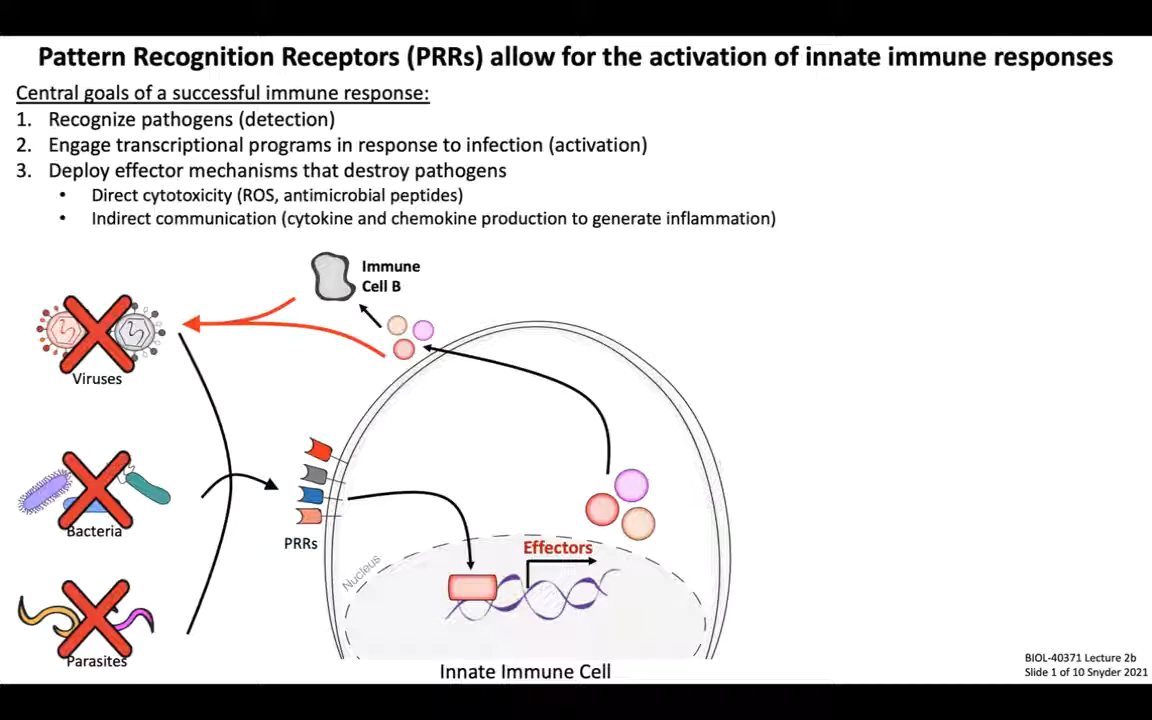 Pattern Recognition Receptors (PRRs) allow for the activation of innate immune responses
Central goals of a successful immune response:
1. Recognize pathogens (detection)
2. Engage transcriptional programs in response to infection (activation)
3. Deploy effector mechanisms that destroy pathogens
• Direct cytotoxicity (ROS, antimicrobial peptides)
• Indirect communication (cytokine and chemokine production to generate inflammation)
Immune
Cell B
Viruses
Bacteria
PRRs
Effectors
Nucleus
Parasites
Innate Immune Cell
BIOL-40371 Lecture 2b
Slide 1 of 10 Snyder 2021